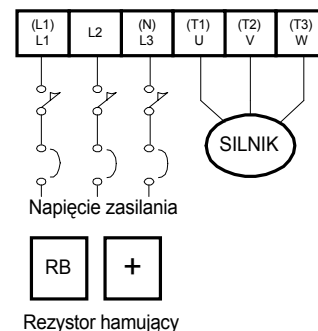 (L1) (N) (T1) (T2) (T3)
L1 L2 L3 U V W
SILNIK
Napięcie zasilania
RB +
Rezystor hamujący